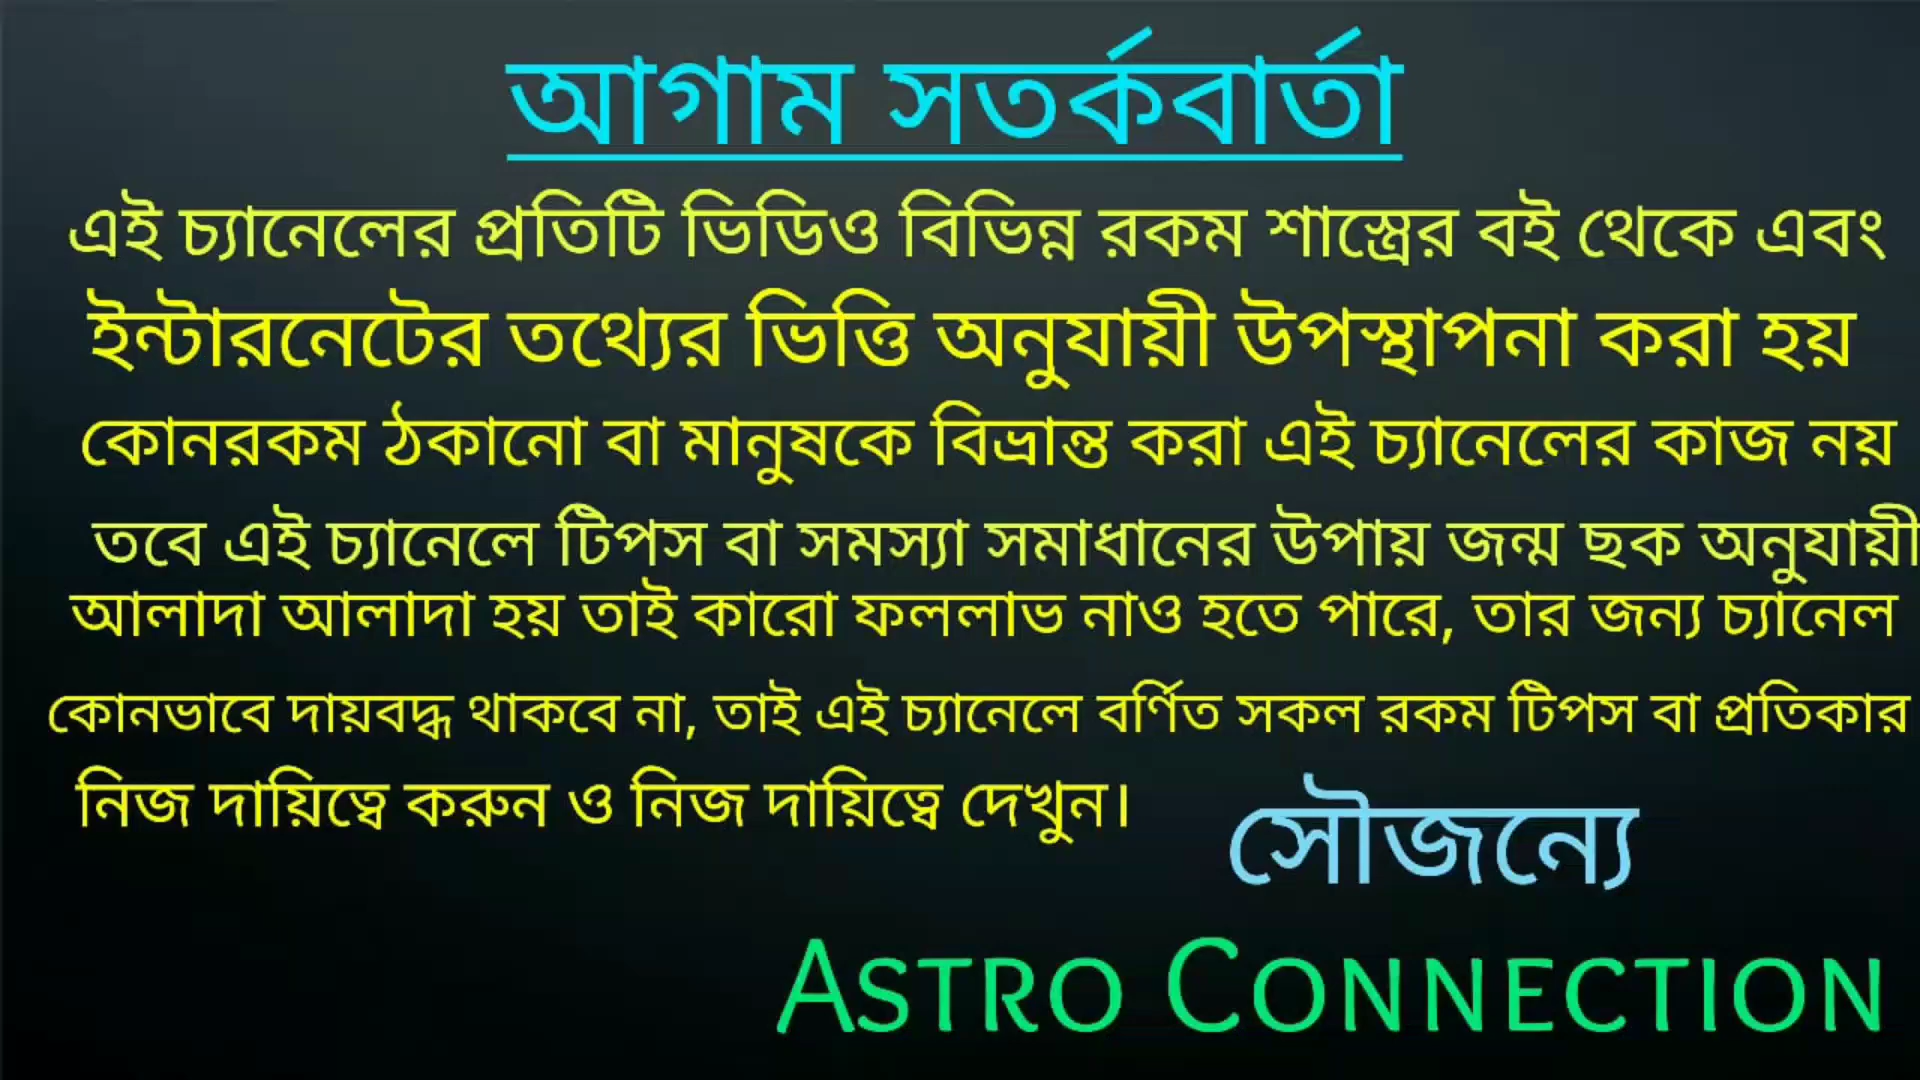 আগাম সতর্কবার্তা
এই চ্যানেলের প্রতিটি ভিডিও বিভিন্ন রকম শাস্ত্রের বই থেকে এবং
ইন্টারনেটের তথ্যের ভিত্তি অনুযায়ী উপস্থাপনা করা হয়
কোনরকম ঠকানো বা মানুষকে বিভ্রান্ত করা এই চ্যানেলের কাজ নয়
তবে এই চ্যানেলে টিপস বা সমস্যা সমাধানের উপায় জন্ম ছক অনুযায়ী
আলাদা আলাদা হয় তাই কারো ফললাভ নাও হতে পারে, তার জন্য চ্যানেল
কোনভাবে দায়বদ্ধ থাকবে না, তাই এই চ্যানেলে বর্ণিত সকল রকম টিপস বা প্রতিকার
নিজ দায়িত্বে করুন ও নিজ দায়িত্বে দেখুন।
সৌজন্যে
ASTRO CONNECTION